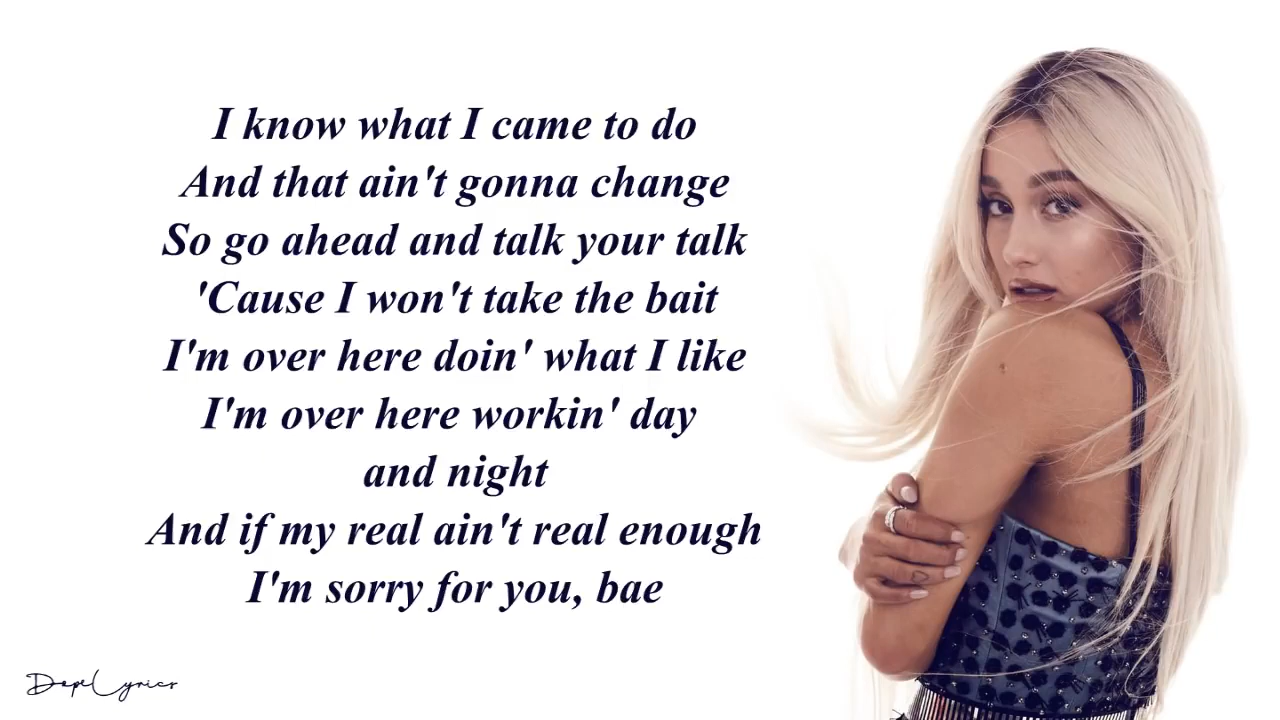 I know what I came to do
And that ain't gonna change
So go ahead and talk your talk
'Cause I won't take the bait
I'm over here doin' what I like
I'm over here workin' day
and night
And if my real ain't real enough
I'm sorry for you, bae
DopeLyrics